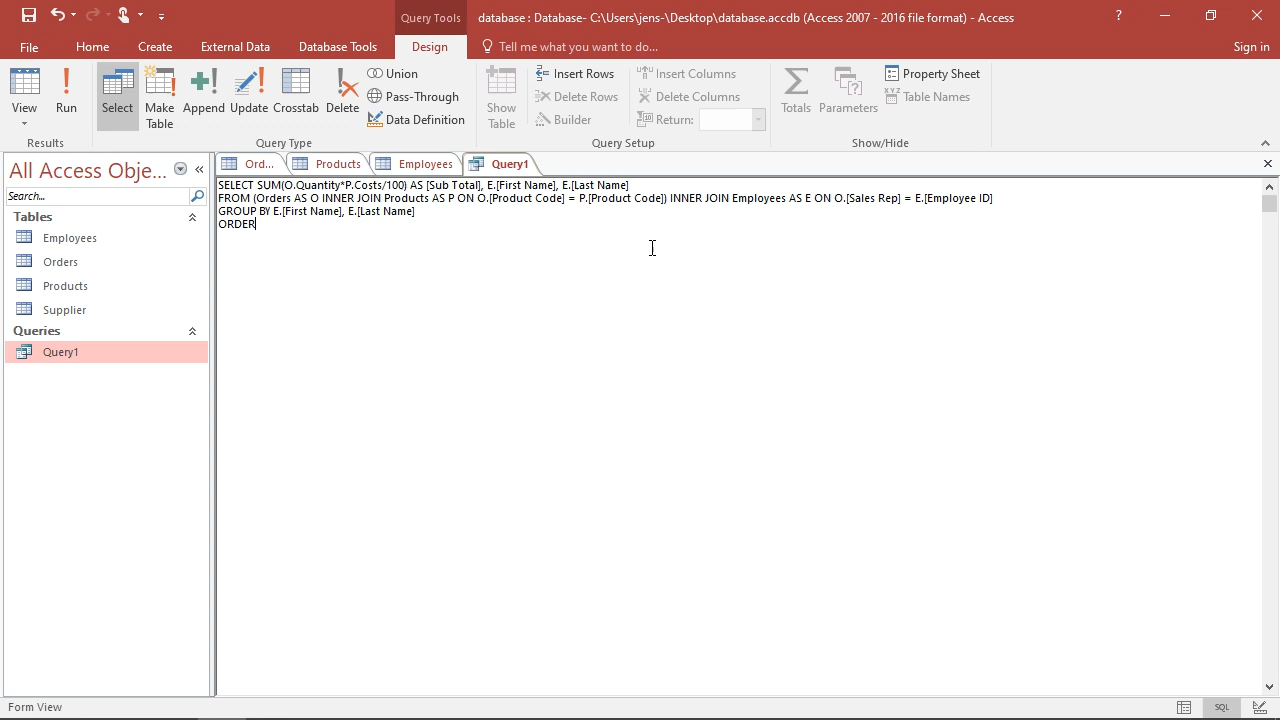 Query Tools
database : Database- C:\Users\jens-\Desktop\database.accdb (Access 2007 - 2016 file format) - Access
?
File Home Create External Data Database Tools Design Tell me what you want to do... Sign in
View
Run
Results
Select
Make Table
Append
Update
Crosstab
Delete
Union
Pass-Through
Data Definition
Query Type
Show Table
Insert Rows
Delete Rows
Builder
Insert Columns
Delete Columns
Return:
Query Setup
Totals
Parameters
Property Sheet
Table Names
Show/Hide
All Access Obje...
Search...
Tables
Employees
Orders
Products
Supplier
Queries
Query1
Ord... Products Employees Query1
SELECT SUM(O.Quantity*P.Costs/100) AS [Sub Total], E.[First Name], E.[Last Name]
FROM (Orders AS O INNER JOIN Products AS P ON O.[Product Code] = P.[Product Code]) INNER JOIN Employees AS E ON O.[Sales Rep] = E.[Employee ID]
GROUP BY E.[First Name], E.[Last Name]
ORDER
Form View
SQL